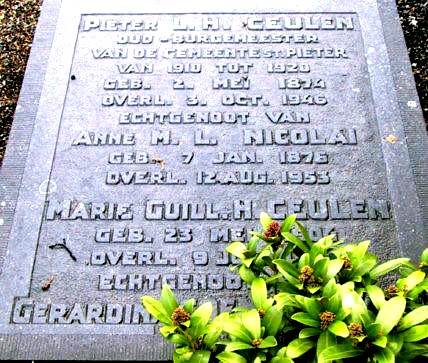 PIETER L.H. CEULEN
OUD-BURGEMEESTER
VAN DE GEMEENTE ST. PIETER
VAN 1910 TOT 1920
GEB. 2. MEI 1874
OVERL. 3. OCT. 1946
ECHTGENOOT VAN
ANNE M. L. NICOLAI
GEB. 7 JAN. 1876
OVERL. 12.AUG. 1953
MARIE GUILL. H. CEULEN
GEB. 23
OVERL. 9